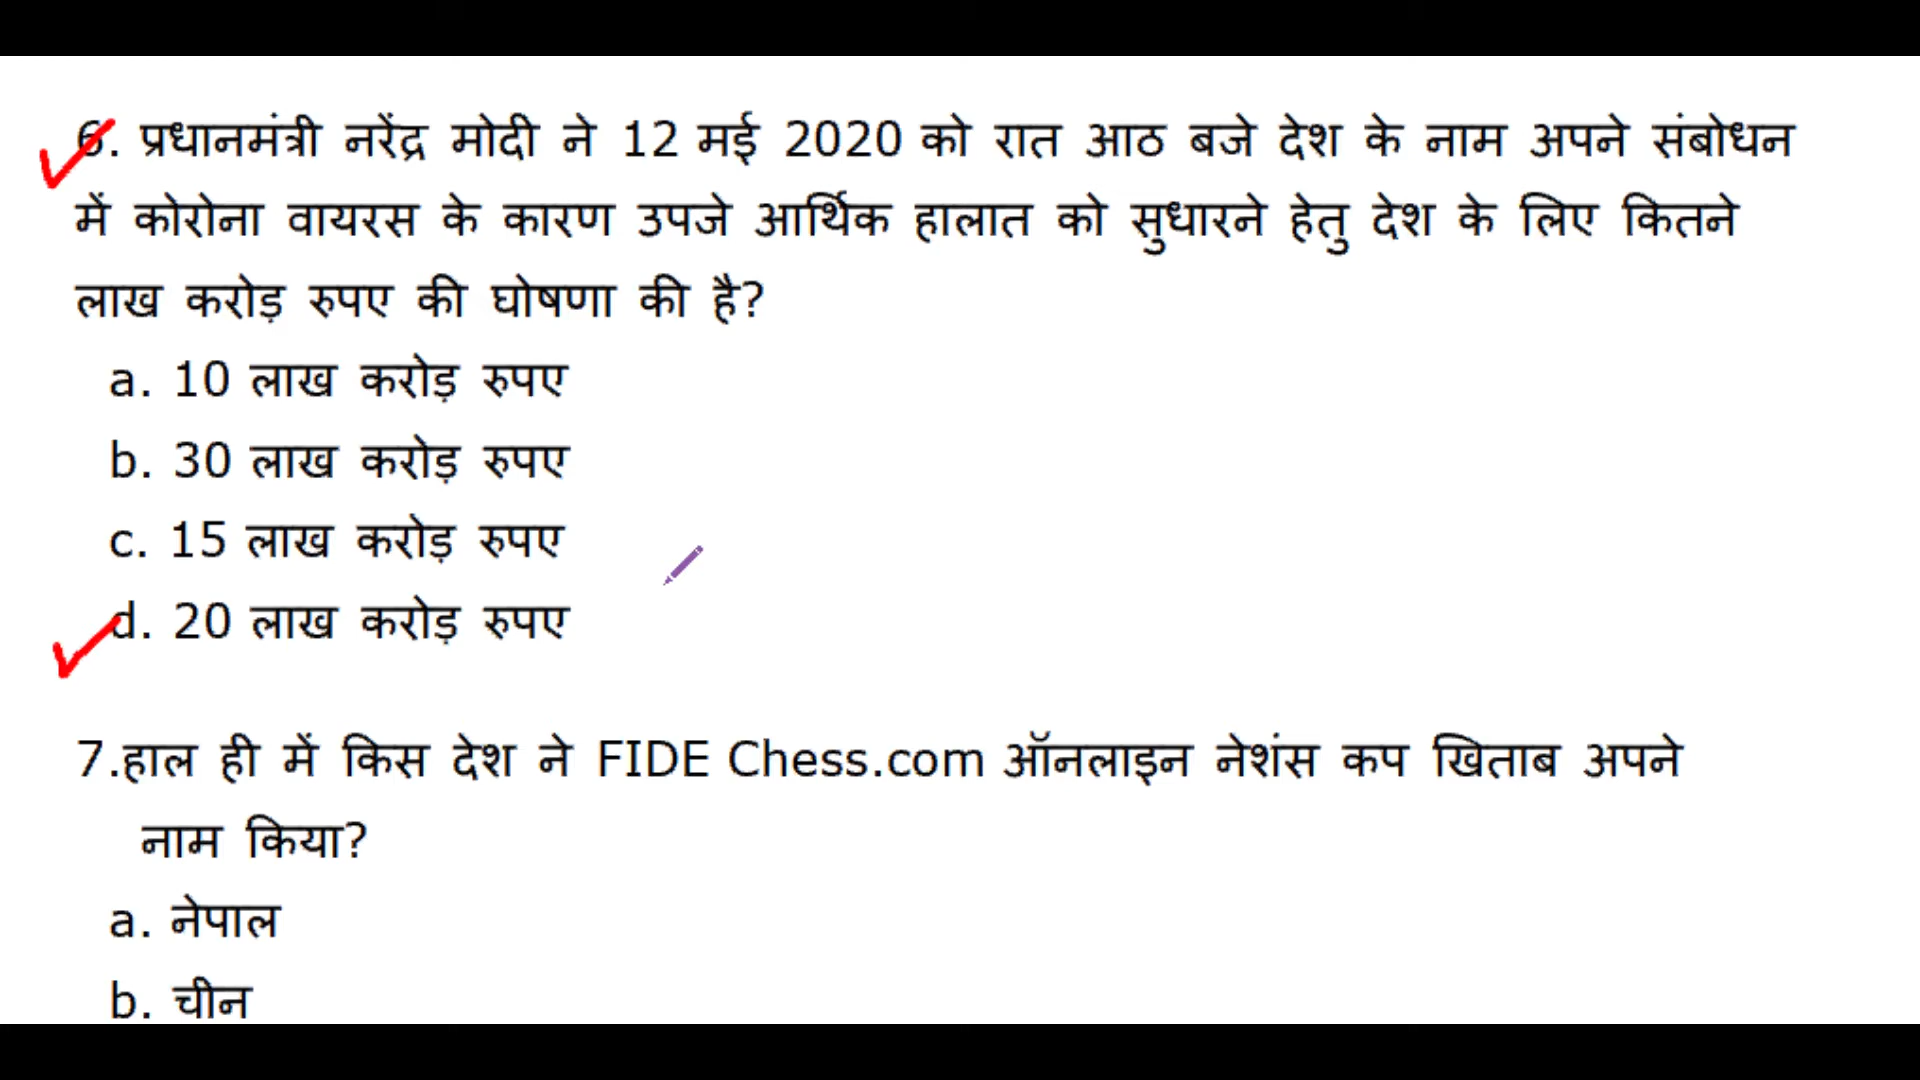 6. प्रधानमंत्री नरेंद्र मोदी ने 12 मई 2020 को रात आठ बजे देश के नाम अपने संबोधन
में कोरोना वायरस के कारण उपजे आर्थिक हालात को सुधारने हेतु देश के लिए कितने
लाख करोड़ रुपए की घोषणा की है?
a. 10 लाख करोड़ रुपए
b. 30 लाख करोड़ रुपए
c. 15 लाख करोड़ रुपए
d. 20 लाख करोड़ रुपए
7.हाल ही में किस देश ने FIDE Chess.com ऑनलाइन नेशंस कप खिताब अपने
नाम किया?
a. नेपाल
b. चीन